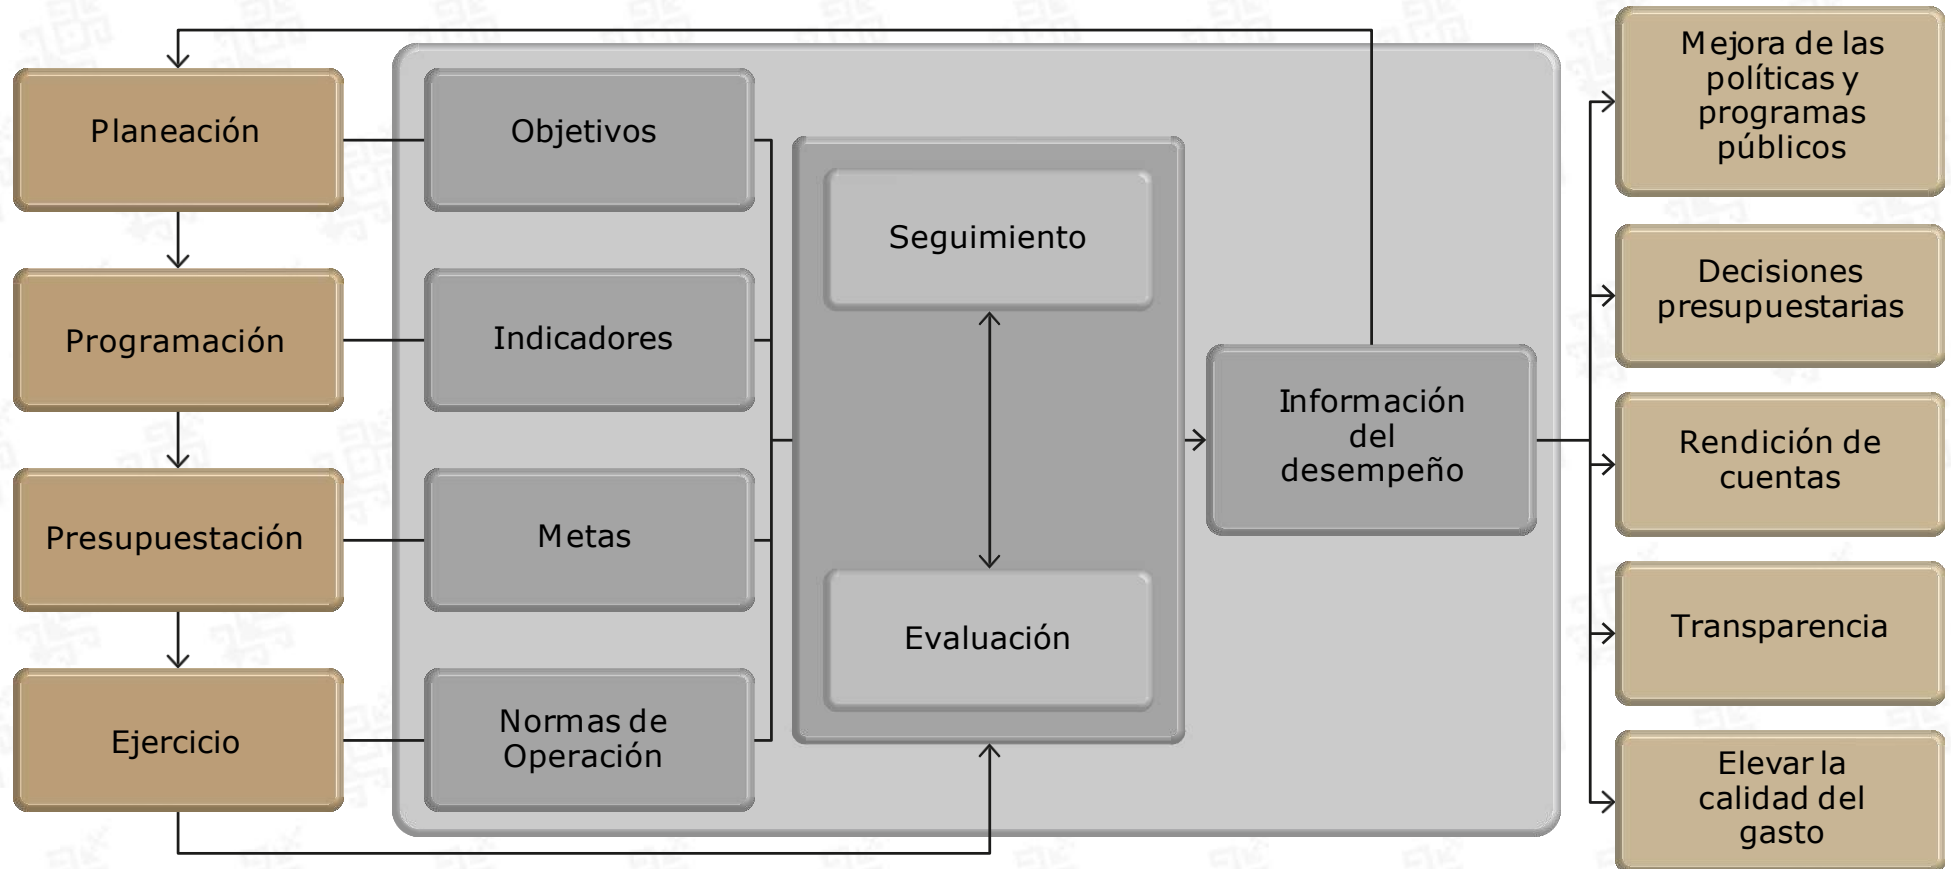 Planeación
Programación
Presupuestación
Ejercicio
Objetivos
Indicadores
Metas
Normas de
Operación
Seguimiento
Evaluación
Información
del
desempeño
Mejora de las
políticas y
programas
públicos
Decisiones
presupuestarias
Rendición de
cuentas
Transparencia
Elevar la
calidad del
gasto